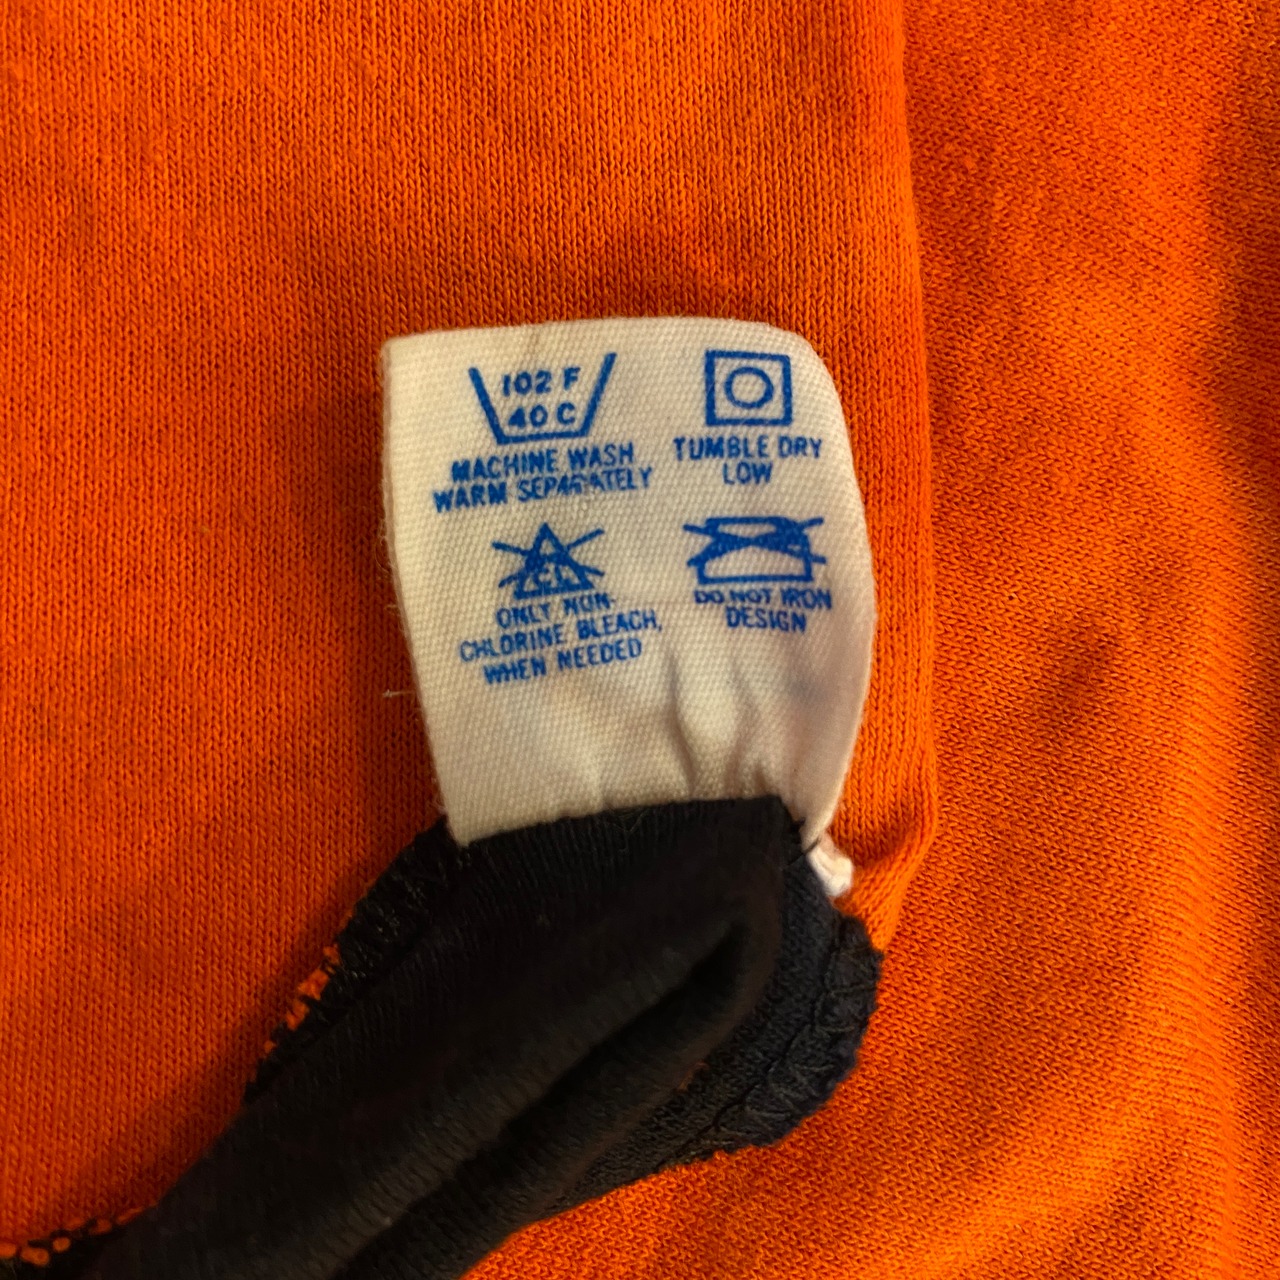 102 F
40 C
MACHINE WASH
WARM SEPARATELY
TUMBLE DRY
LOW
CL
ONLY NON-
CHLORINE BLEACH,
WHEN NEEDED
DO NOT IRON
DESIGN